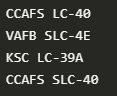 CCAFS LC-40
VAFB SLC-4E
KSC LC-39A
CCAFS SLC-40